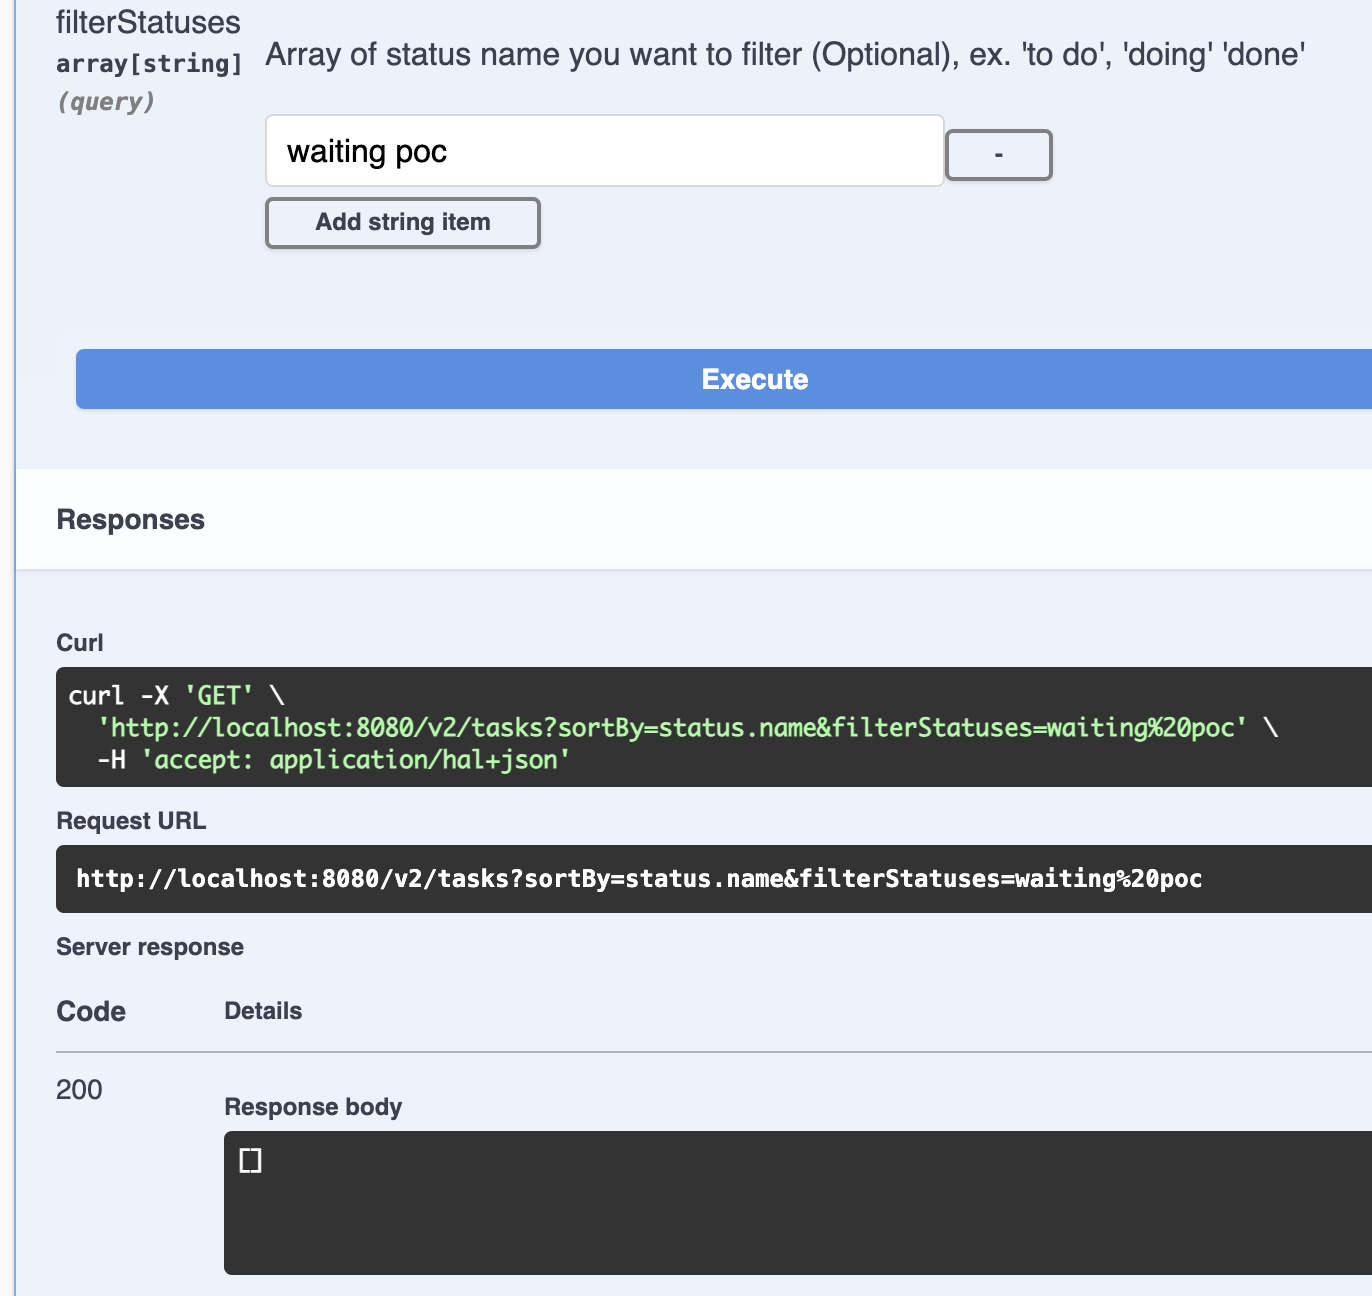 filterStatuses
array[string]
(query)
Array of status name you want to filter (Optional), ex. 'to do', 'doing' 'done'
waiting poc
-
Add string item
Execute
Responses
Curl
curl -X 'GET' \
'http://localhost:8080/v2/tasks?sortBy=status.name&filterStatuses=waiting%20poc' \
-H 'accept: application/hal+json'
Request URL
http://localhost:8080/v2/tasks?sortBy=status.name&filterStatuses=waiting%20poc
Server response
Code
Details
200
Response body
[]